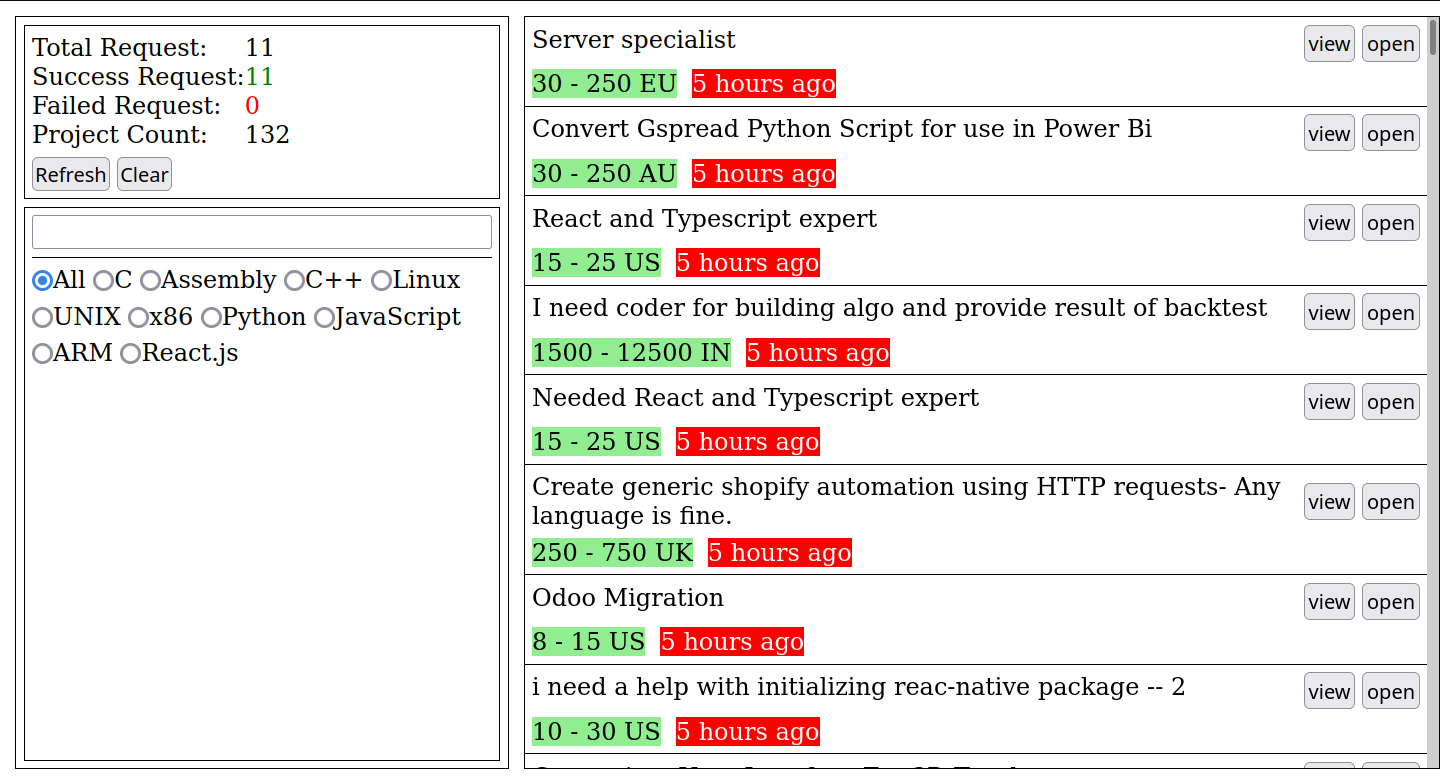 Total Request: 11
Success Request: 11
Failed Request: 0
Project Count: 132
Refresh Clear
All C Assembly C++ Linux
UNIX x86 Python JavaScript
ARM React.js
Server specialist
view open
30 - 250 EU 5 hours ago
Convert Gspread Python Script for use in Power Bi
view open
30 - 250 AU 5 hours ago
React and Typescript expert
view open
15 - 25 US 5 hours ago
I need coder for building algo and provide result of backtest
view open
1500 - 12500 IN 5 hours ago
Needed React and Typescript expert
view open
15 - 25 US 5 hours ago
Create generic shopify automation using HTTP requests- Any
language is fine.
view open
250 - 750 UK 5 hours ago
Odoo Migration
view open
8 - 15 US 5 hours ago
i need a help with initializing reac-native package -- 2
view open
10 - 30 US 5 hours ago